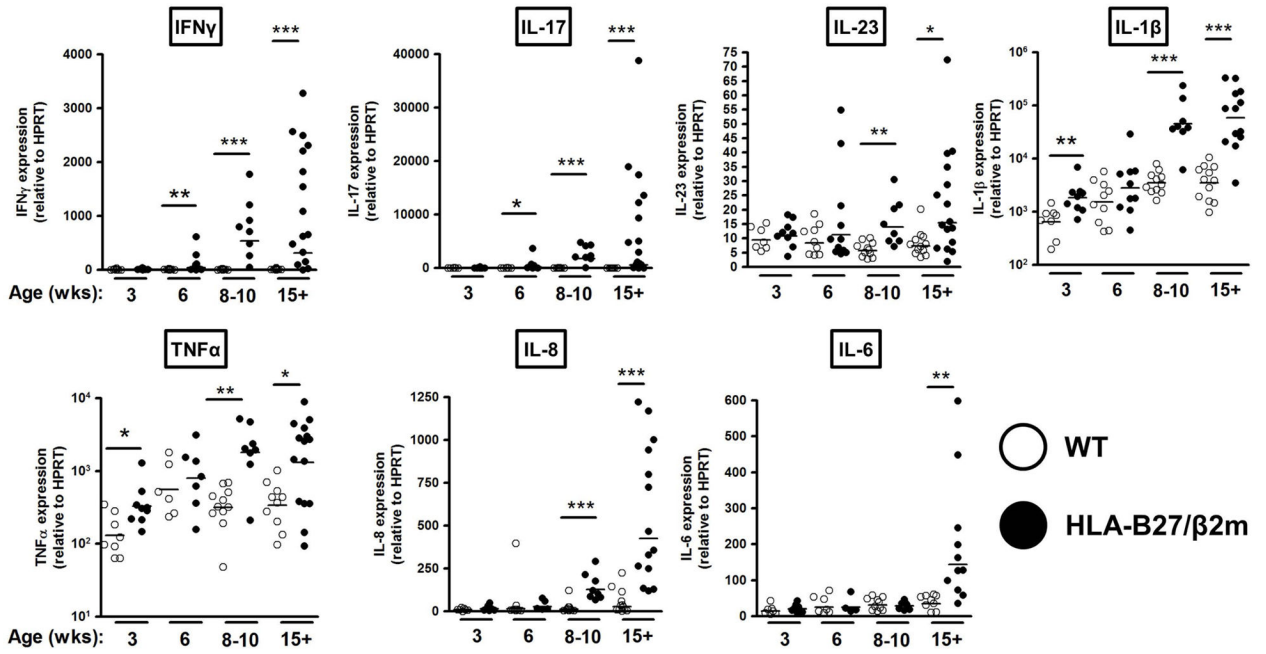 IFNγ
***
4000
3000
2000
1000
0
IFNγ expression
(relative to HPRT)
**
***
Age (wks): 3 6 8-10 15+
IL-17
***
40000
30000
20000
10000
0
IL-17 expression
(relative to HPRT)
*
***
3 6 8-10 15+
IL-23
*
75
70
65
60
55
50
45
40
35
30
25
20
15
10
5
0
IL-23 expression
(relative to HPRT)
**
3 6 8-10 15+
IL-1β
***
10⁶
10⁵
10⁴
10³
10²
IL-1β expression
(relative to HPRT)
**
***
3 6 8-10 15+
TNFα
*
10⁴
10³
10²
10¹
TNFα expression
(relative to HPRT)
*
**
Age (wks): 3 6 8-10 15+
IL-8
***
1250
1000
750
500
250
0
IL-8 expression
(relative to HPRT)
***
3 6 8-10 15+
IL-6
**
600
500
400
300
200
100
0
IL-6 expression
(relative to HPRT)
3 6 8-10 15+
WT
HLA-B27/β2m